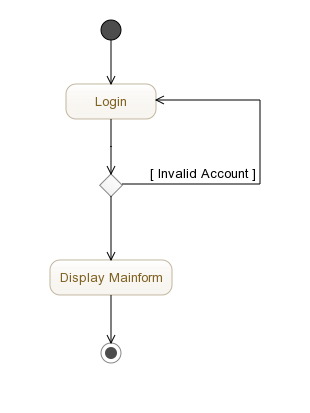 Login
[ Invalid Account ]
Display Mainform